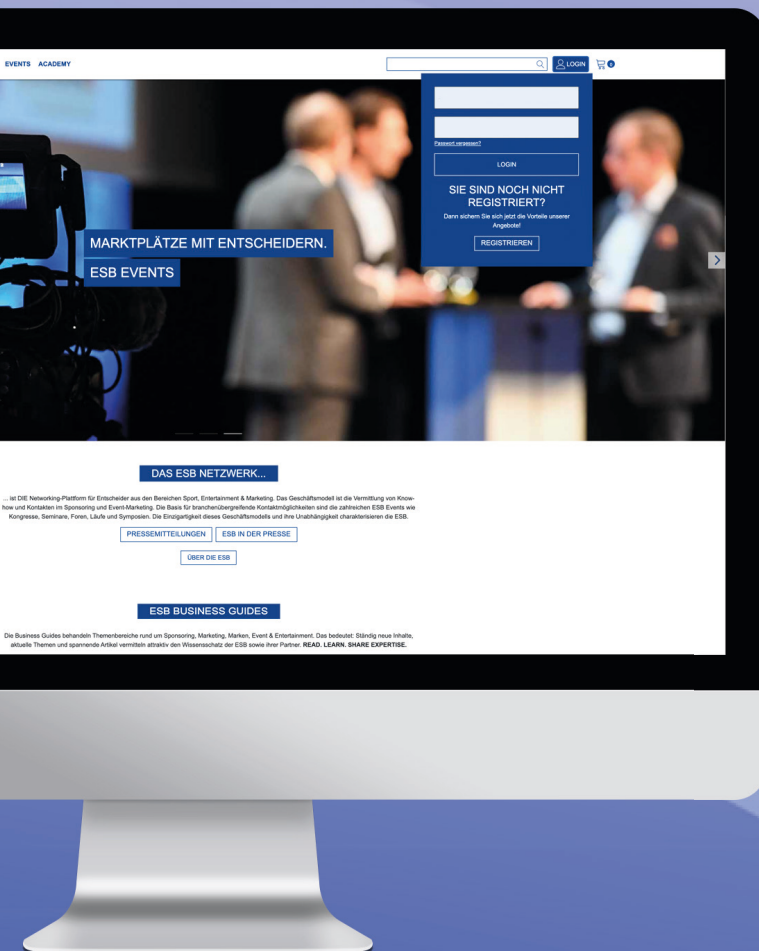 EVENTS ACADEMY
LOGIN
0
Passwort vergessen?
LOGIN
SIE SIND NOCH NICHT
REGISTRIERT?
Dann sichern Sie sich jetzt die Vorteile unserer
Angebote!
REGISTRIEREN
MARKTPLÄTZE MIT ENTSCHEIDERN.
ESB EVENTS
DAS ESB NETZWERK...
... ist DIE Networking-Plattform für Entscheider aus den Bereichen Sport, Entertainment & Marketing. Das Geschäftsmodell ist die Vermittlung von Know-
how und Kontakten im Sponsoring und Event-Marketing. Die Basis für branchenübergreifende Kontaktmöglichkeiten sind die zahlreichen ESB Events wie
Kongresse, Seminare, Foren, Läufe und Symposien. Die Einzigartigkeit dieses Geschäftsmodells und ihre Unabhängigkeit charakterisieren die ESB.
PRESSEMITTEILUNGEN ESB IN DER PRESSE
ÜBER DIE ESB
ESB BUSINESS GUIDES
Die Business Guides behandeln Themenbereiche rund um Sponsoring, Marketing, Marken, Event & Entertainment. Das bedeutet: Ständig neue Inhalte,
aktuelle Themen und spannende Artikel vermitteln attraktiv den Wissensschatz der ESB sowie ihrer Partner. READ. LEARN. SHARE EXPERTISE.